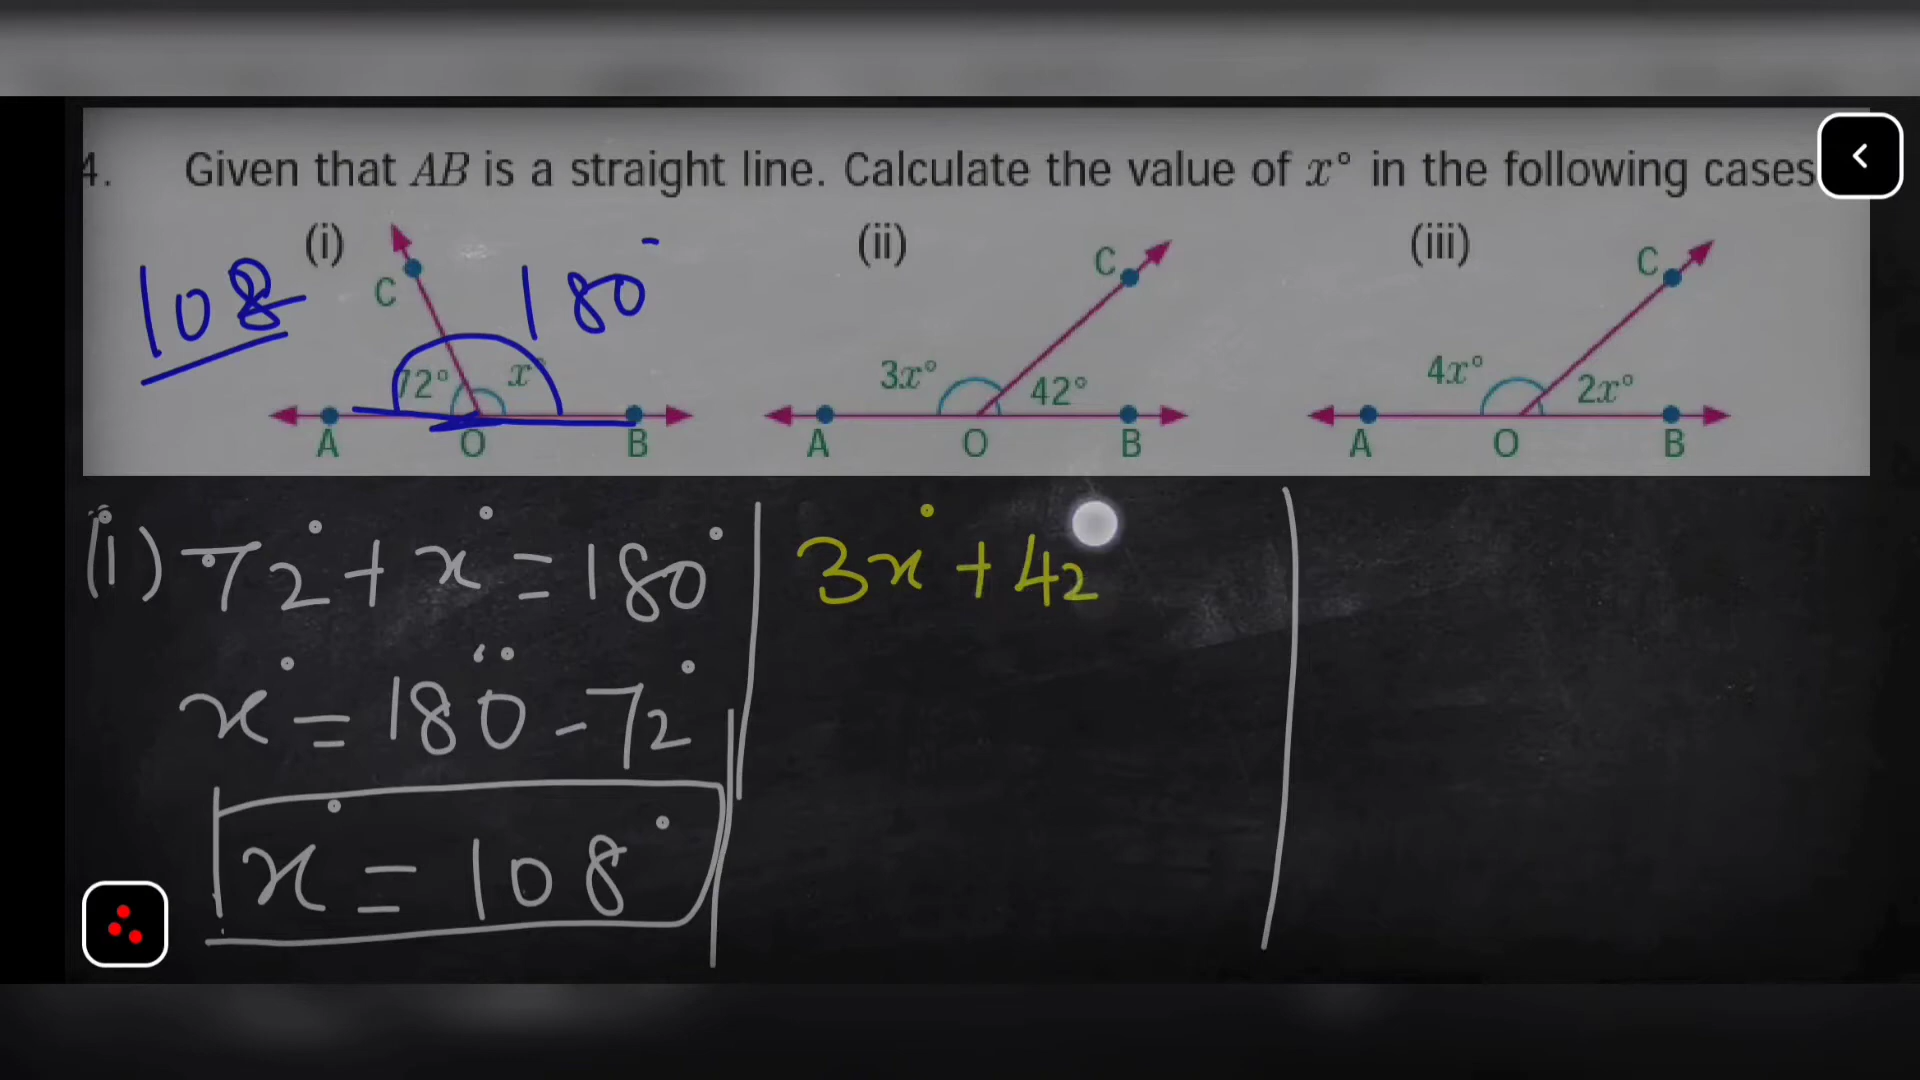 4. Given that AB is a straight line. Calculate the value of x° in the following cases
(i)
(ii)
(iii)
108
180
C
72°
x
A
O
B
C
3x°
42°
A
O
B
C
4x°
2x°
A
O
B
(i) 72° + x° = 180°
x° = 180° - 72°
x° = 108°
3x° + 42